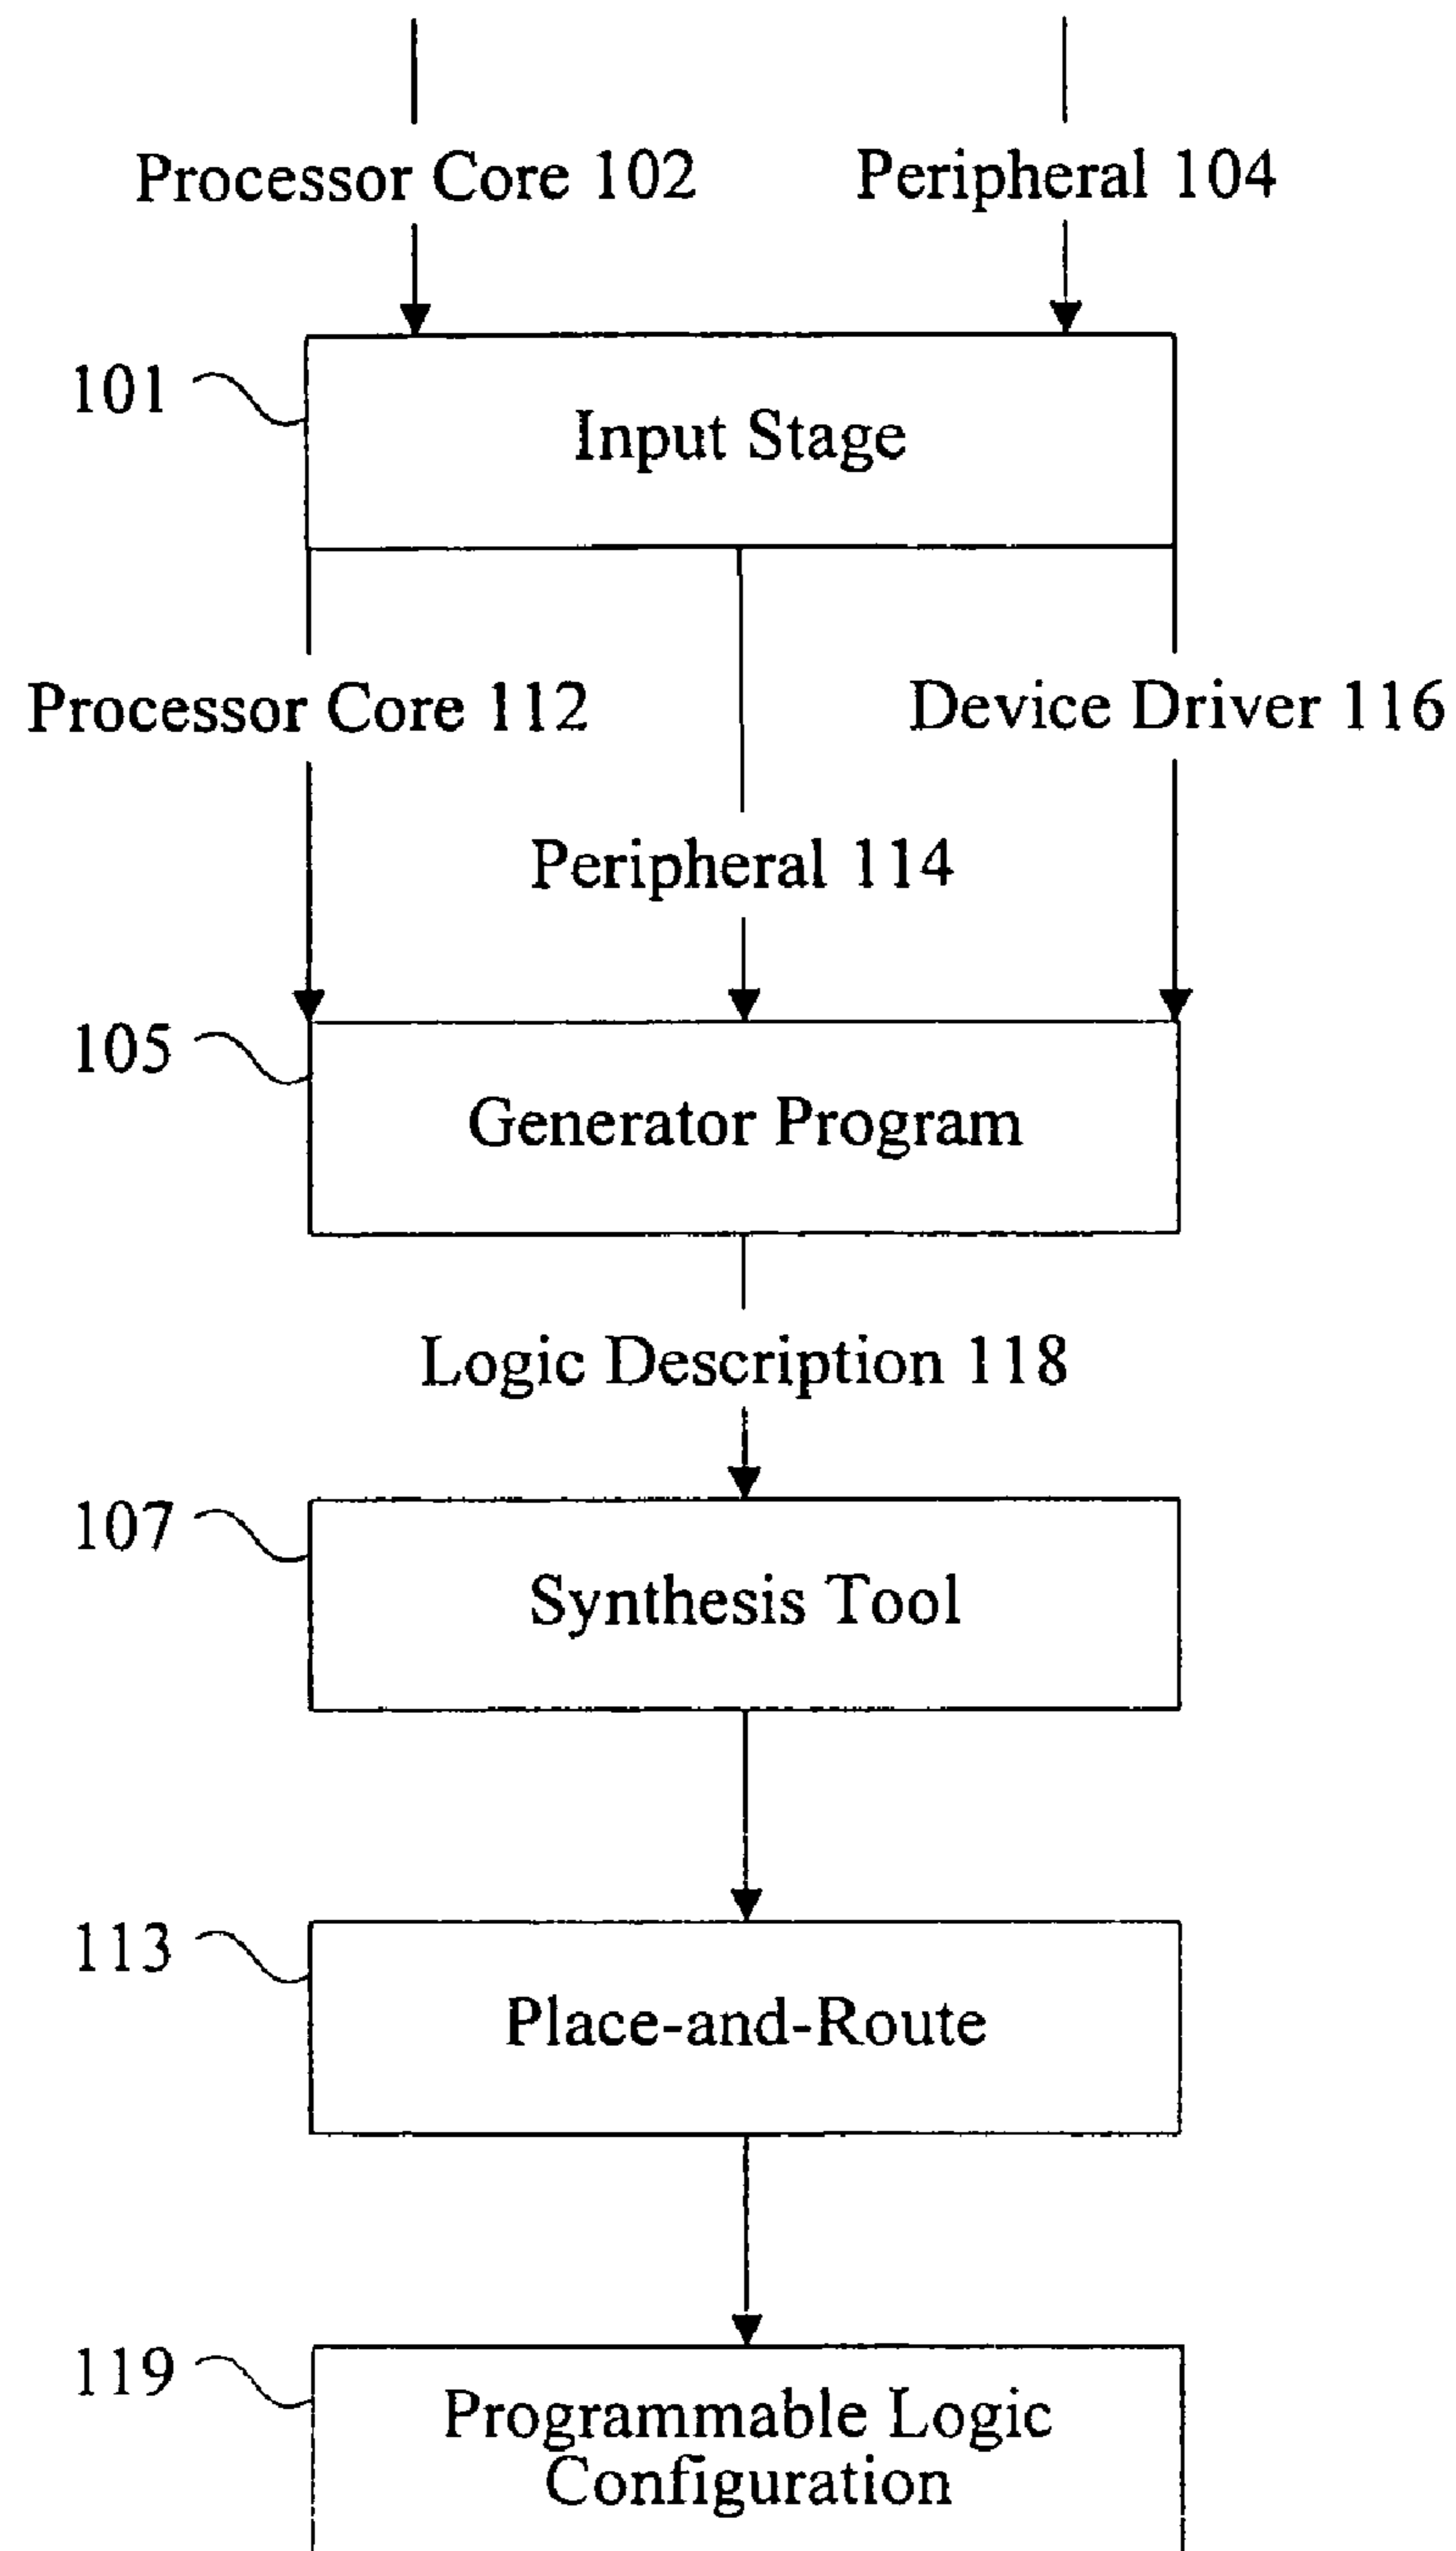 Processor Core 102
Peripheral 104
101
Input Stage
Processor Core 112
Device Driver 116
Peripheral 114
105
Generator Program
Logic Description 118
107
Synthesis Tool
113
Place-and-Route
119
Programmable Logic
Configuration